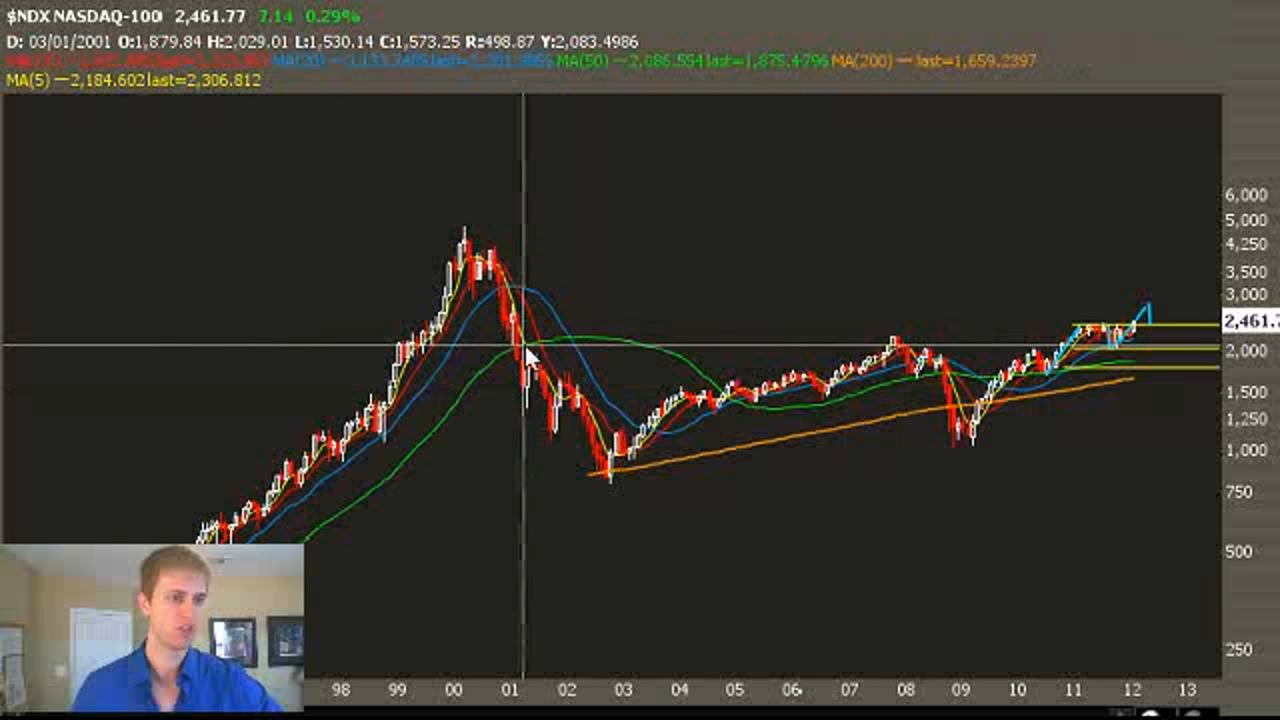 $NDX NASDAQ-100 2,461.77 7.14 0.29%
D: 03/01/2001 O:1,879.84 H:2,029.01 L:1,530.14 C:1,573.25 R:498.87 Y:2,083.4986
MA(50) —2,086.554 last=1,875.4796 MA(200) — last=1,659.2397
MA(5) —2,184.602 last=2,306.812
6,000
5,000
4,250
3,500
3,000
2,461.7
2,000
1,500
1,250
1,000
750
500
250
98 99 00 01 02 03 04 05 06 07 08 09 10 11 12 13